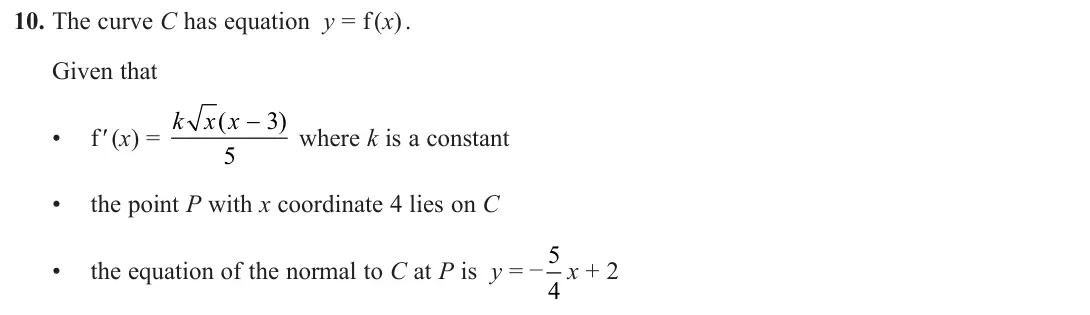 10. The curve C has equation y = f(x).
Given that
• f′(x) = k√x(x – 3)/5 where k is a constant
• the point P with x coordinate 4 lies on C
• the equation of the normal to C at P is y = –5/4 x + 2